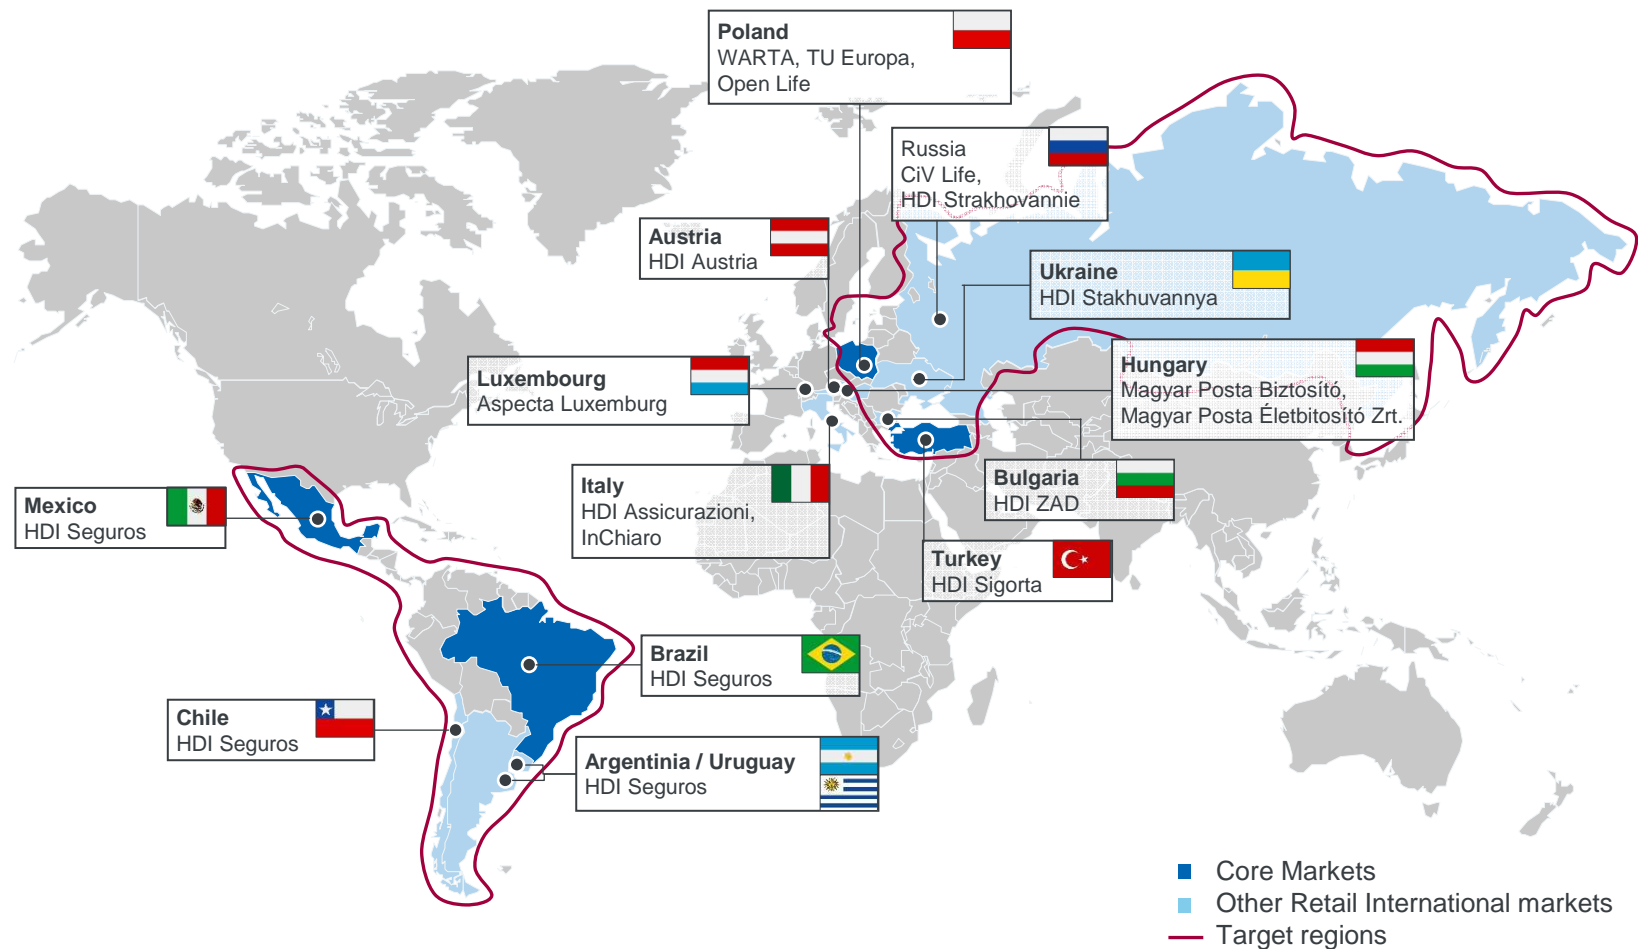 Poland
WARTA, TU Europa,
Open Life
Russia
CiV Life,
HDI Strakhovannie
Austria
HDI Austria
Ukraine
HDI Stakhuvannya
Luxembourg
Aspecta Luxemburg
Hungary
Magyar Posta Biztosító,
Magyar Posta Életbitosító Zrt.
Italy
HDI Assicurazioni,
InChiaro
Bulgaria
HDI ZAD
Mexico
HDI Seguros
Turkey
HDI Sigorta
Brazil
HDI Seguros
Chile
HDI Seguros
Argentinia / Uruguay
HDI Seguros
Core Markets
Other Retail International markets
Target regions